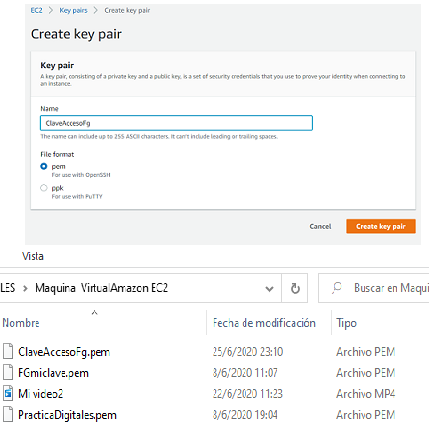 EC2 > Key pairs > Create key pair
Create key pair
Key pair
A key pair, consisting of a private key and a public key, is a set of security credentials that you use to prove your identity when connecting to
an instance.
Name
ClaveAccesoFg
The name can include up to 255 ASCII characters. It can't include leading or trailing spaces.
File format
pem
For use with OpenSSH
ppk
For use with PuTTY
Cancel Create key pair
Vista
LES > Maquina VirtualAmazon EC2 Buscar en Maqui
Nombre Fecha de modificación Tipo
ClaveAccesoFg.pem 25/6/2020 23:10 Archivo PEM
FGmiclave.pem 8/6/2020 11:07 Archivo PEM
Mi video2 22/6/2020 11:23 Archivo MP4
PracticaDigitales.pem 8/6/2020 19:04 Archivo PEM